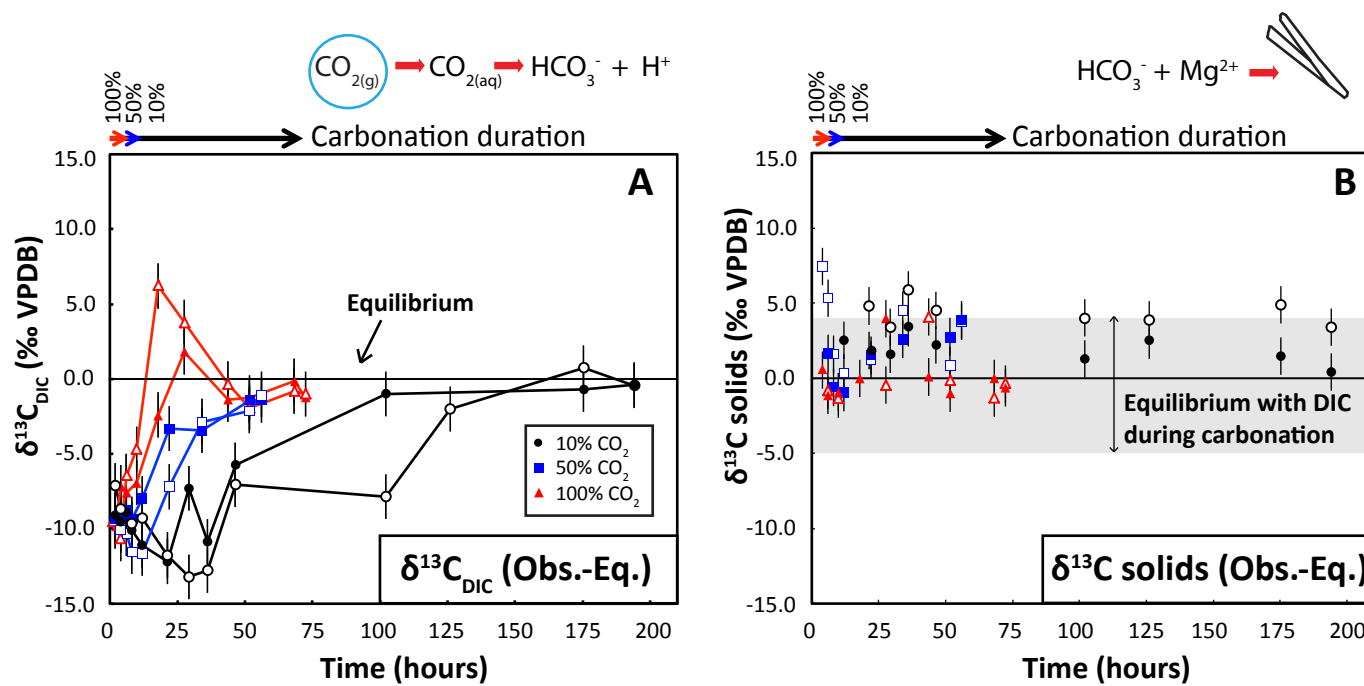 CO2(g) CO2(aq) HCO3- + H+
100%
50%
10%
Carbonation duration
A
15.0
10.0
5.0
0.0
-5.0
-10.0
-15.0
δ13CDIC (‰ VPDB)
Equilibrium
10% CO2
50% CO2
100% CO2
δ13CDIC (Obs.-Eq.)
0 25 50 75 100 125 150 175 200
Time (hours)
HCO3- + Mg2+
100%
50%
10%
Carbonation duration
B
15.0
10.0
5.0
0.0
-5.0
-10.0
-15.0
δ13C solids (‰ VPDB)
Equilibrium with DIC
during carbonation
δ13C solids (Obs.-Eq.)
0 25 50 75 100 125 150 175 200
Time (hours)